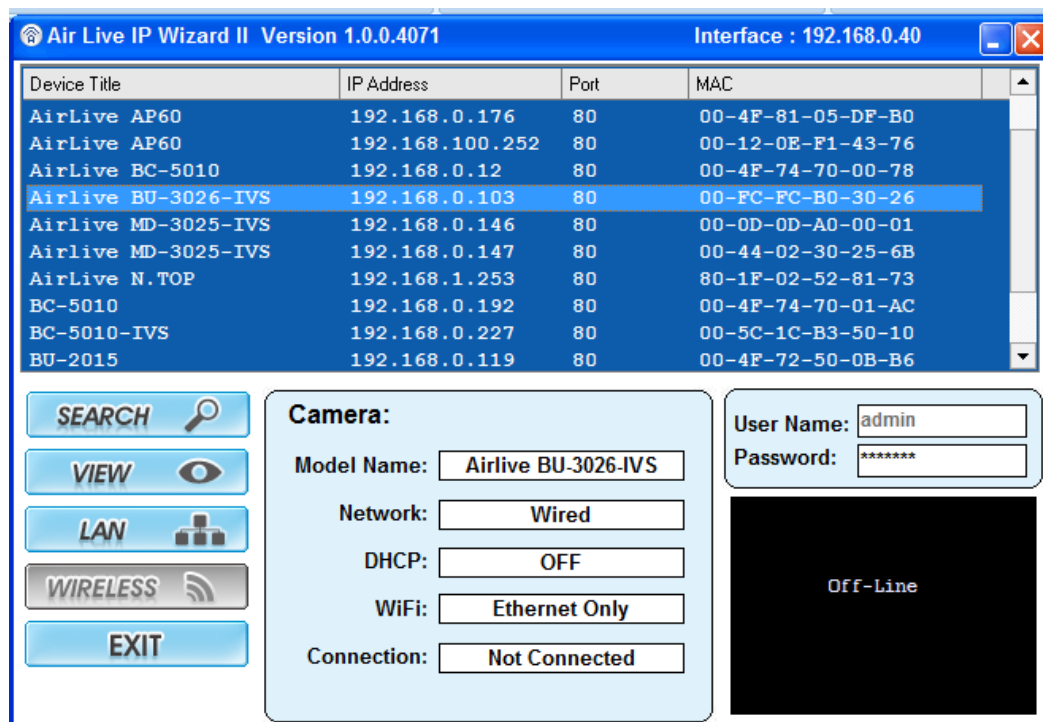 Air Live IP Wizard II Version 1.0.0.4071 Interface : 192.168.0.40
Device Title IP Address Port MAC
AirLive AP60 192.168.0.176 80 00-4F-81-05-DF-B0
AirLive AP60 192.168.100.252 80 00-12-0E-F1-43-76
AirLive BC-5010 192.168.0.12 80 00-4F-74-70-00-78
Airlive BU-3026-IVS 192.168.0.103 80 00-FC-FC-B0-30-26
Airlive MD-3025-IVS 192.168.0.146 80 00-0D-0D-A0-00-01
Airlive MD-3025-IVS 192.168.0.147 80 00-44-02-30-25-6B
AirLive N.TOP 192.168.1.253 80 80-1F-02-52-81-73
BC-5010 192.168.0.192 80 00-4F-74-70-01-AC
BC-5010-IVS 192.168.0.227 80 00-5C-1C-B3-50-10
BU-2015 192.168.0.119 80 00-4F-72-50-0B-B6
SEARCH
VIEW
LAN
WIRELESS
EXIT
Camera:
Model Name: Airlive BU-3026-IVS
Network: Wired
DHCP: OFF
WiFi: Ethernet Only
Connection: Not Connected
User Name: admin
Password: *******
Off-Line